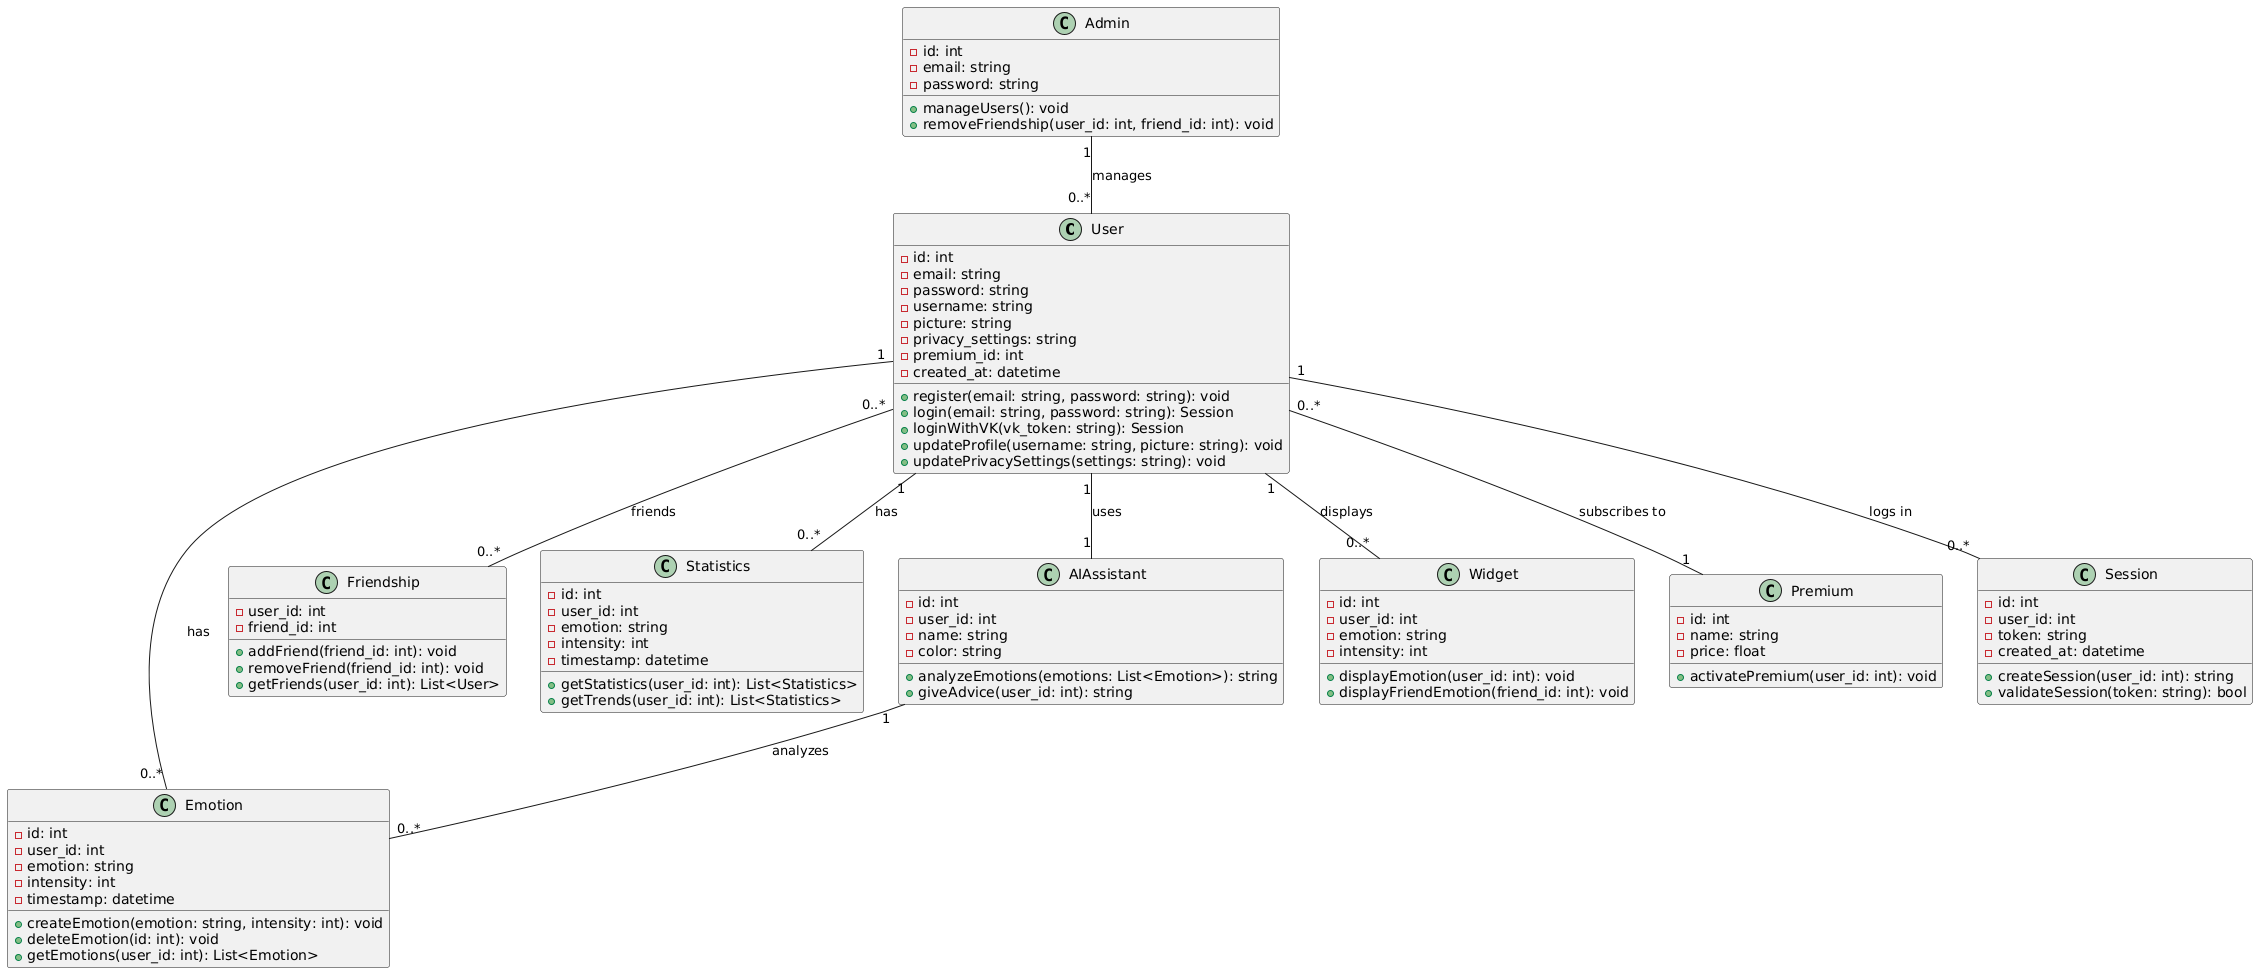 Admin
id: int
email: string
password: string
manageUsers(): void
removeFriendship(user_id: int, friend_id: int): void
1
manages
0..*
User
id: int
email: string
password: string
username: string
picture: string
privacy_settings: string
premium_id: int
created_at: datetime
register(email: string, password: string): void
login(email: string, password: string): Session
loginWithVK(vk_token: string): Session
updateProfile(username: string, picture: string): void
updatePrivacySettings(settings: string): void
1
1
0..*
0..*
1
1
1
friends
has
uses
displays
subscribes to
logs in
0..*
0..*
1
0..*
1
0..*
has
Friendship
user_id: int
friend_id: int
addFriend(friend_id: int): void
removeFriend(friend_id: int): void
getFriends(user_id: int): List<User>
Statistics
id: int
user_id: int
emotion: string
intensity: int
timestamp: datetime
getStatistics(user_id: int): List<Statistics>
getTrends(user_id: int): List<Statistics>
AIAssistant
id: int
user_id: int
name: string
color: string
analyzeEmotions(emotions: List<Emotion>): string
giveAdvice(user_id: int): string
Widget
id: int
user_id: int
emotion: string
intensity: int
displayEmotion(user_id: int): void
displayFriendEmotion(friend_id: int): void
Premium
id: int
name: string
price: float
activatePremium(user_id: int): void
Session
id: int
user_id: int
token: string
created_at: datetime
createSession(user_id: int): string
validateSession(token: string): bool
1
analyzes
0..*
0..*
Emotion
id: int
user_id: int
emotion: string
intensity: int
timestamp: datetime
createEmotion(emotion: string, intensity: int): void
deleteEmotion(id: int): void
getEmotions(user_id: int): List<Emotion>